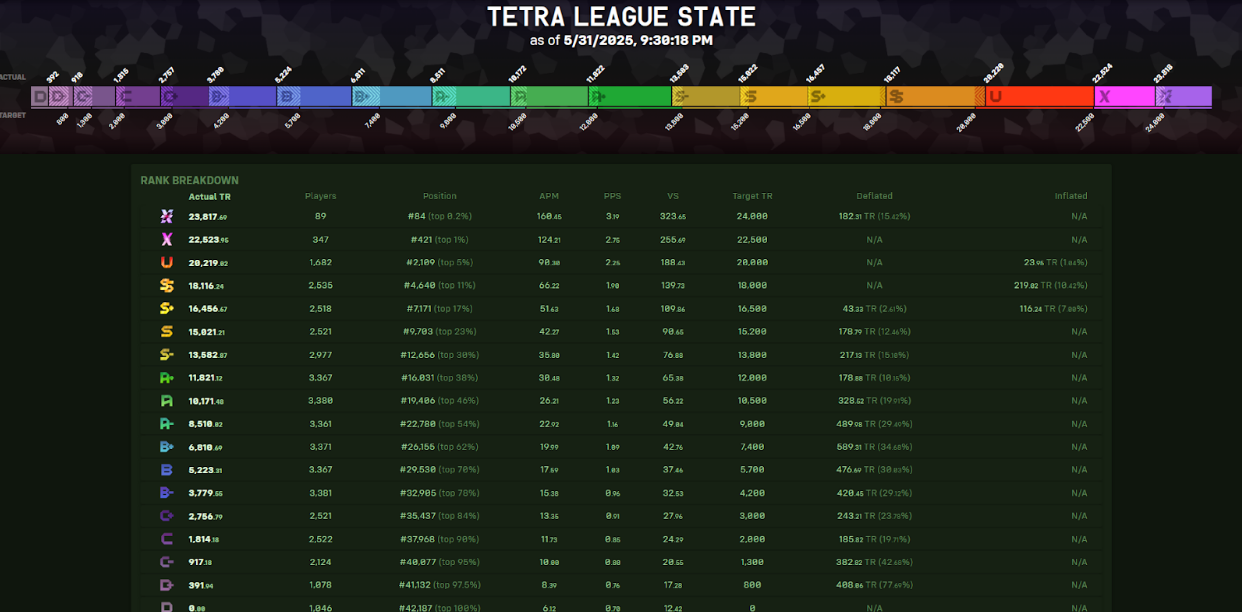 TETRA LEAGUE STATE
as of 5/31/2025, 9:30:18 PM
ACTUAL 392 918 1,815 2,757 3,780 5,224 6,811 8,511 10,172 11,822 13,583 15,022 16,457 18,117 20,220 22,524 23,818
D D+ C- C C+ B- B B+ A- A A+ S- S S+ SS U X X+
TARGET 800 1,300 2,000 3,000 4,200 5,700 7,400 9,000 10,500 12,000 13,800 15,200 16,500 18,000 20,000 22,500 24,000
RANK BREAKDOWN
Actual TR Players Position APM PPS VS Target TR Deflated Inflated
X+ 23,817.69 89 #84 (top 0.2%) 160.45 3.19 323.65 24,000 182.31 TR (15.42%) N/A
X 22,523.95 347 #421 (top 1%) 124.21 2.75 255.69 22,500 N/A N/A
U 20,219.02 1,682 #2,109 (top 5%) 90.30 2.25 188.43 20,000 N/A 23.96 TR (1.04%)
SS 18,116.24 2,535 #4,640 (top 11%) 66.22 1.90 139.73 18,000 N/A 219.02 TR (10.42%)
S+ 16,456.67 2,518 #7,171 (top 17%) 51.63 1.68 109.86 16,500 43.33 TR (2.61%) 116.24 TR (7.00%)
S 15,021.21 2,521 #9,703 (top 23%) 42.27 1.53 90.65 15,200 178.79 TR (12.46%) N/A
S- 13,582.87 2,977 #12,656 (top 30%) 35.80 1.42 76.88 13,800 217.13 TR (15.10%) N/A
A+ 11,821.12 3,367 #16,031 (top 38%) 30.48 1.32 65.38 12,000 178.88 TR (10.15%) N/A
A 10,171.48 3,380 #19,406 (top 46%) 26.21 1.23 56.22 10,500 328.52 TR (19.91%) N/A
A- 8,510.02 3,361 #22,780 (top 54%) 22.92 1.16 49.04 9,000 489.98 TR (29.49%) N/A
B+ 6,810.69 3,371 #26,155 (top 62%) 19.99 1.09 42.76 7,400 589.31 TR (34.68%) N/A
B 5,223.31 3,367 #29,530 (top 70%) 17.69 1.03 37.46 5,700 476.69 TR (30.03%) N/A
B- 3,779.55 3,381 #32,905 (top 78%) 15.38 0.96 32.53 4,200 420.45 TR (29.12%) N/A
C+ 2,756.79 2,521 #35,437 (top 84%) 13.35 0.91 27.96 3,000 243.21 TR (23.78%) N/A
C 1,814.18 2,522 #37,968 (top 90%) 11.73 0.85 24.29 2,000 185.82 TR (19.71%) N/A
C- 917.18 2,124 #40,077 (top 95%) 10.00 0.80 20.55 1,300 382.82 TR (42.68%) N/A
D+ 391.94 1,078 #41,132 (top 97.5%) 8.39 0.76 17.28 800 408.06 TR (77.69%) N/A
D 0.00 1,046 #42,187 (top 100%) 6.12 0.70 12.42 0 N/A N/A